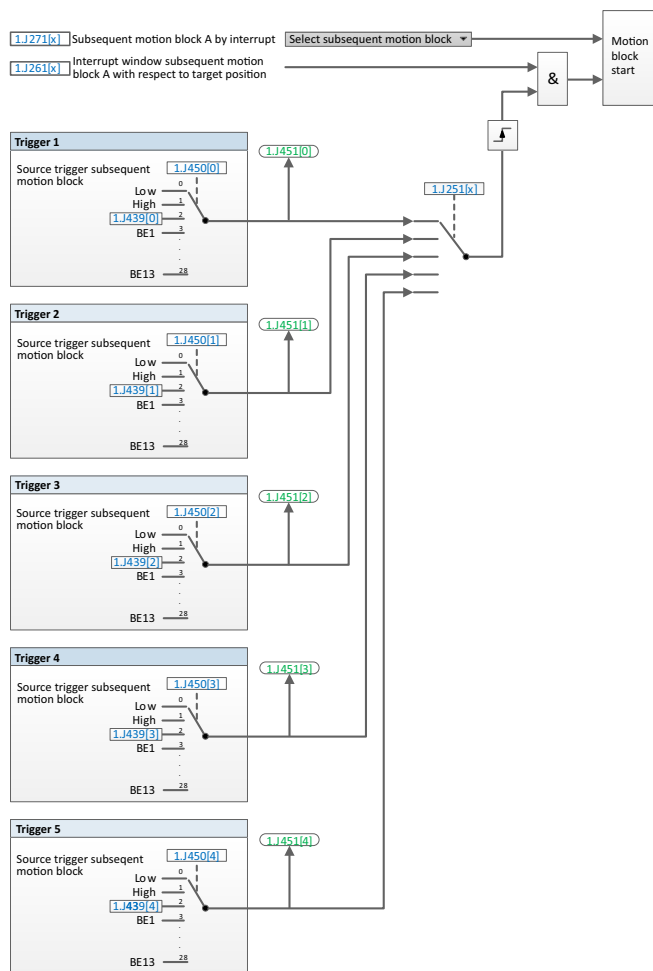 1.J271[x] Subsequent motion block A by interrupt Select subsequent motion block
1.J261[x] Interrupt window subsequent motion
block A with respect to target position
Motion
block
start
&
Trigger 1
1.J451[0]
Source trigger subsequent
motion block
1.J450[0]
1.J251[x]
Low 0
High 1
1.J439[0] 2
BE1 3
.
.
.
BE13 28
Trigger 2
1.J451[1]
Source trigger subsequent
motion block
1.J450[1]
Low 0
High 1
1.J439[1] 2
BE1 3
.
.
.
BE13 28
Trigger 3
1.J451[2]
Source trigger subsequent
motion block
1.J450[2]
Low 0
High 1
1.J439[2] 2
BE1 3
.
.
.
BE13 28
Trigger 4
1.J451[3]
Source trigger subsequent
motion block
1.J450[3]
Low 0
High 1
1.J439[3] 2
BE1 3
.
.
.
BE13 28
Trigger 5
1.J451[4]
Source trigger subseqent
motion block
1.J450[4]
Low 0
High 1
1.J439[4] 2
BE1 3
.
.
.
BE13 28